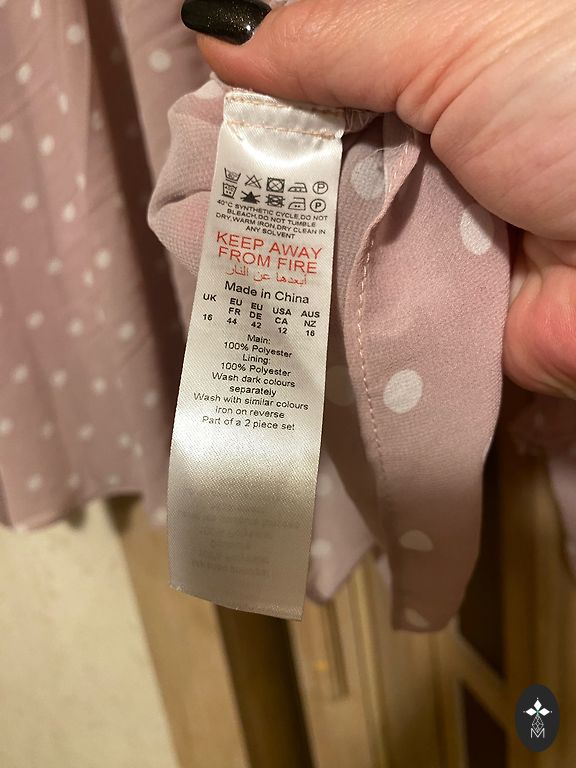 40°C SYNTHETIC CYCLE,DO NOT
BLEACH,DO NOT TUMBLE
DRY,WARM IRON,DRY CLEAN IN
ANY SOLVENT
KEEP AWAY
FROM FIRE
أبعدها عن النار
Made in China
UK EU FR EU DE USA CA AUS NZ
16 44 42 12 16
Main:
100% Polyester
Lining:
100% Polyester
Wash dark colours
separately
Wash with similar colours
Iron on reverse
Part of a 2 piece set
M